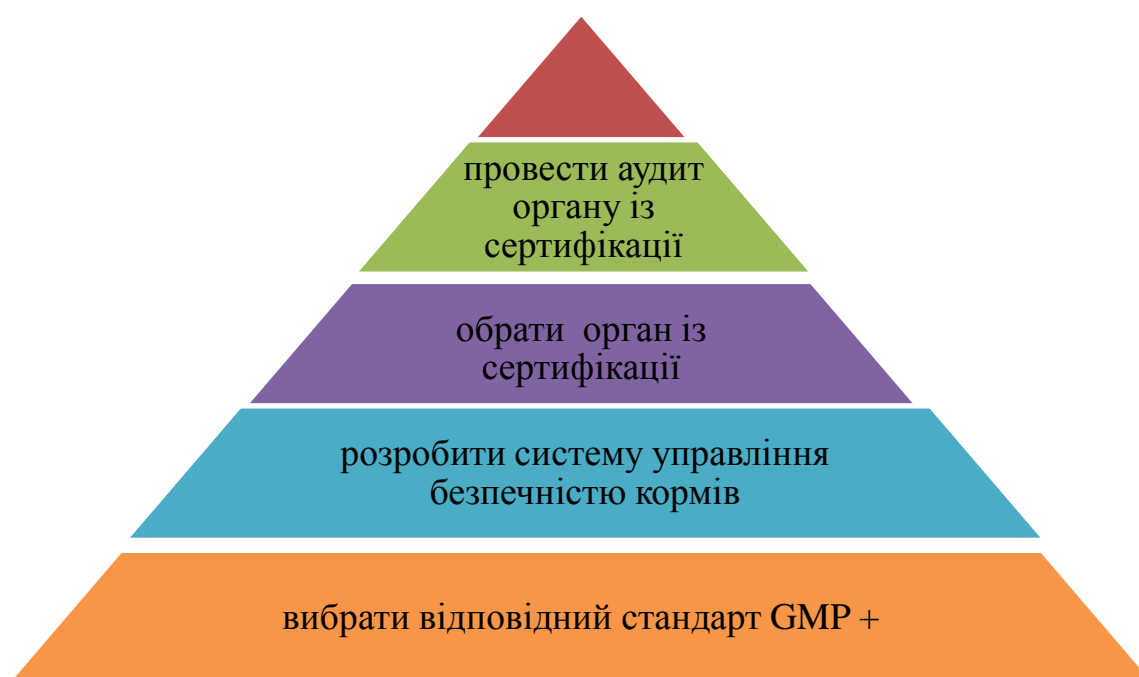 провести аудит
органу із
сертифікації
обрати  орган із
сертифікації
розробити систему управління
безпечністю кормів
вибрати відповідний стандарт GMP +